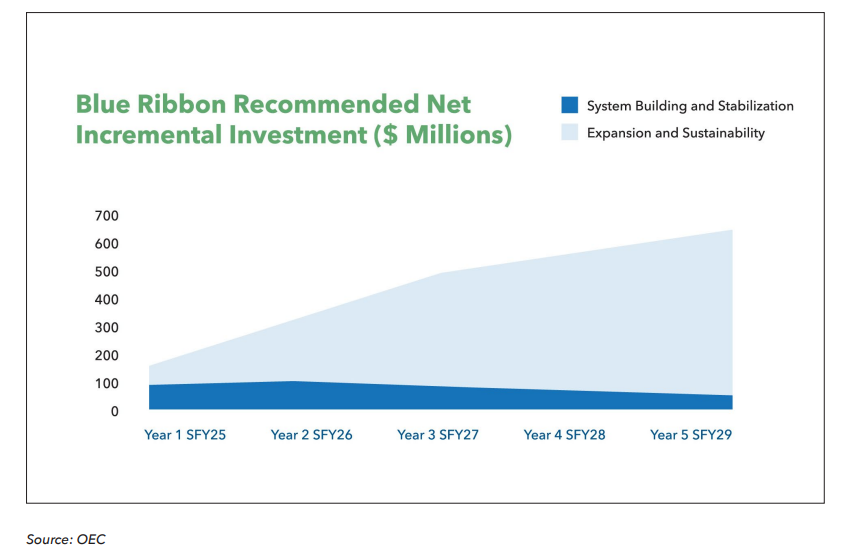 Blue Ribbon Recommended Net
Incremental Investment ($ Millions)
System Building and Stabilization
Expansion and Sustainability
700
600
500
400
300
200
100
0
Year 1 SFY25
Year 2 SFY26
Year 3 SFY27
Year 4 SFY28
Year 5 SFY29
Source: OEC